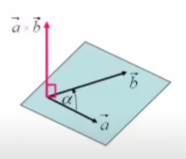 a⃗ × b⃗
b⃗
α
a⃗